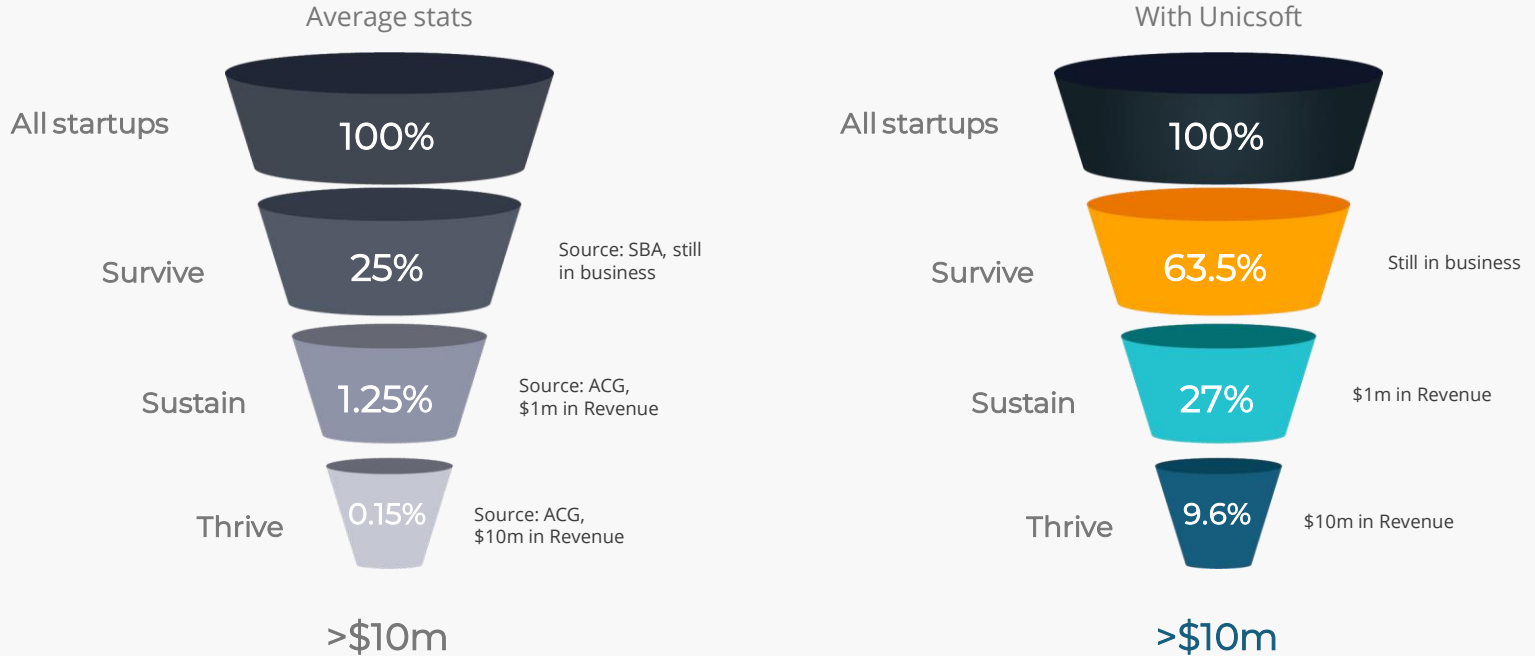 Average stats
All startups
100%
Survive
25%
Source: SBA, still
in business
Sustain
1.25%
Source: ACG,
$1m in Revenue
Thrive
0.15%
Source: ACG,
$10m in Revenue
>$10m
With Unicsoft
All startups
100%
Survive
63.5%
Still in business
Sustain
27%
$1m in Revenue
Thrive
9.6%
$10m in Revenue
>$10m